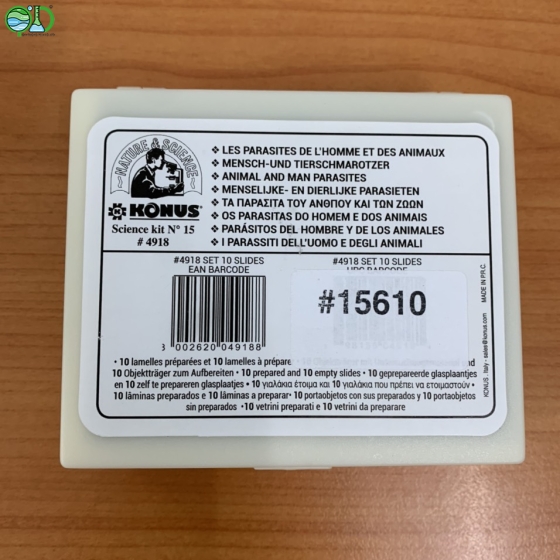 NATURE & SCIENCE
KONUS®
Science kit N° 15
# 4918
❖ LES PARASITES DE L'HOMME ET DES ANIMAUX
❖ MENSCH-UND TIERSCHMAROTZER
❖ ANIMAL AND MAN PARASITES
❖ MENSELIJKE- EN DIERLIJKE PARASIETEN
❖ ΤΑ ΠΑΡΑΣΙΤΑ ΤΟΥ ΑΝΘΠΟΥ ΚΑΙ ΤΩΝ ΖΩΩΝ
❖ OS PARASITAS DO HOMEM E DOS ANIMAIS
❖ PARÁSITOS DEL HOMBRE Y DE LOS ANIMALES
❖ I PARASSITI DELL'UOMO E DEGLI ANIMALI
#4918 SET 10 SLIDES
EAN BARCODE
8 002620 049188
#4918 SET 10 SLIDES
UPC BARCODE
#15610
• 10 lamelles préparées et 10 lamelles à prépare
10 Objektträger zum Aufbereiten • 10 prepared and 10 empty slides • 10 geprepareerde glasplaantjes
en 10 zelf te prepareren glasplaatjes • 10 γυαλάκια έτοιμα και 10 γυαλάκια που πρέπει να ετοιμαστούν •
10 lâminas preparados e 10 lâminas a preparar • 10 portaobjetos con sus preparados y 10 portaobjetos
sin preparados • 10 vetrini preparati e 10 vetrini da preparare
KONUS - Italy - sales@konus.com MADE IN P.R.C.